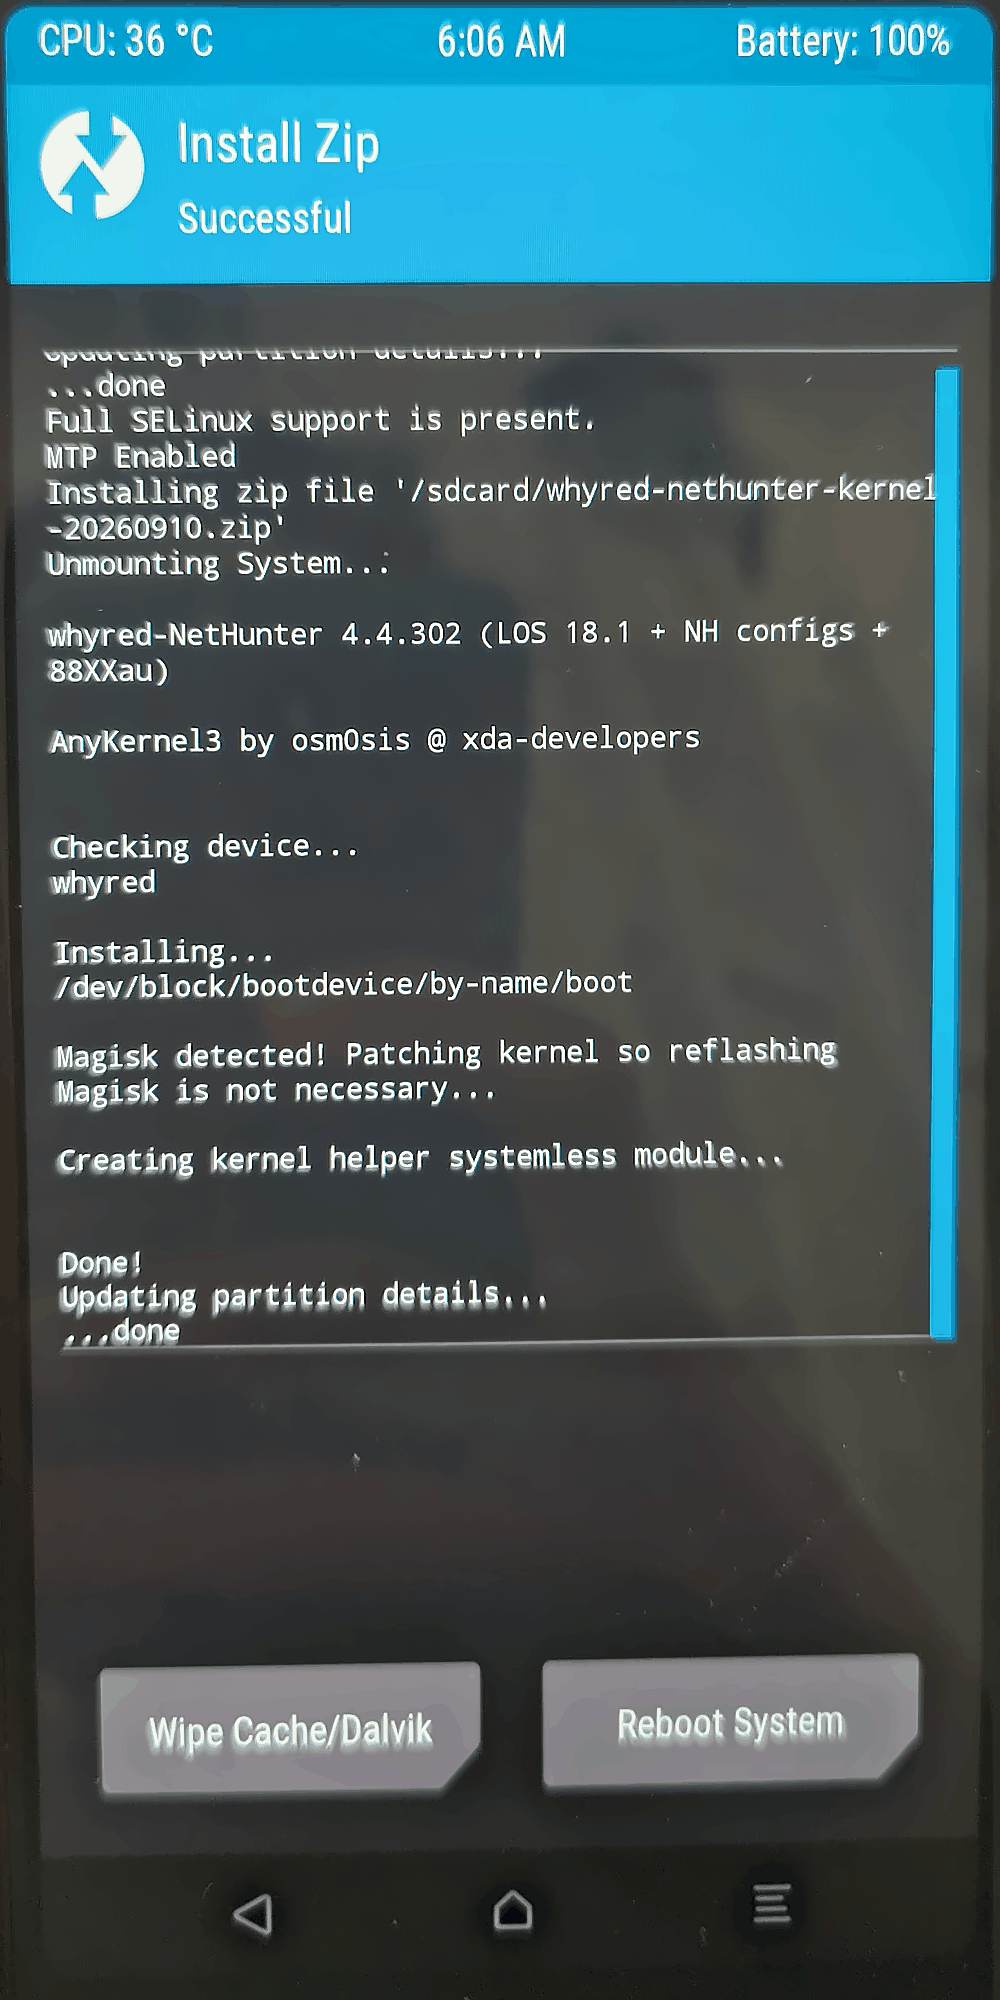 CPU: 36 °C
6:06 AM
Battery: 100%
Install Zip
Successful
Updating partition details...
...done
Full SELinux support is present.
MTP Enabled
Installing zip file '/sdcard/whyred-nethunter-kernel
-20260910.zip'
Unmounting System...
whyred-NetHunter 4.4.302 (LOS 18.1 + NH configs +
88XXau)
AnyKernel3 by osm0sis @ xda-developers
Checking device...
whyred
Installing...
/dev/block/bootdevice/by-name/boot
Magisk detected! Patching kernel so reflashing
Magisk is not necessary...
Creating kernel helper systemless module...
Done!
Updating partition details...
...done
Wipe Cache/Dalvik
Reboot System